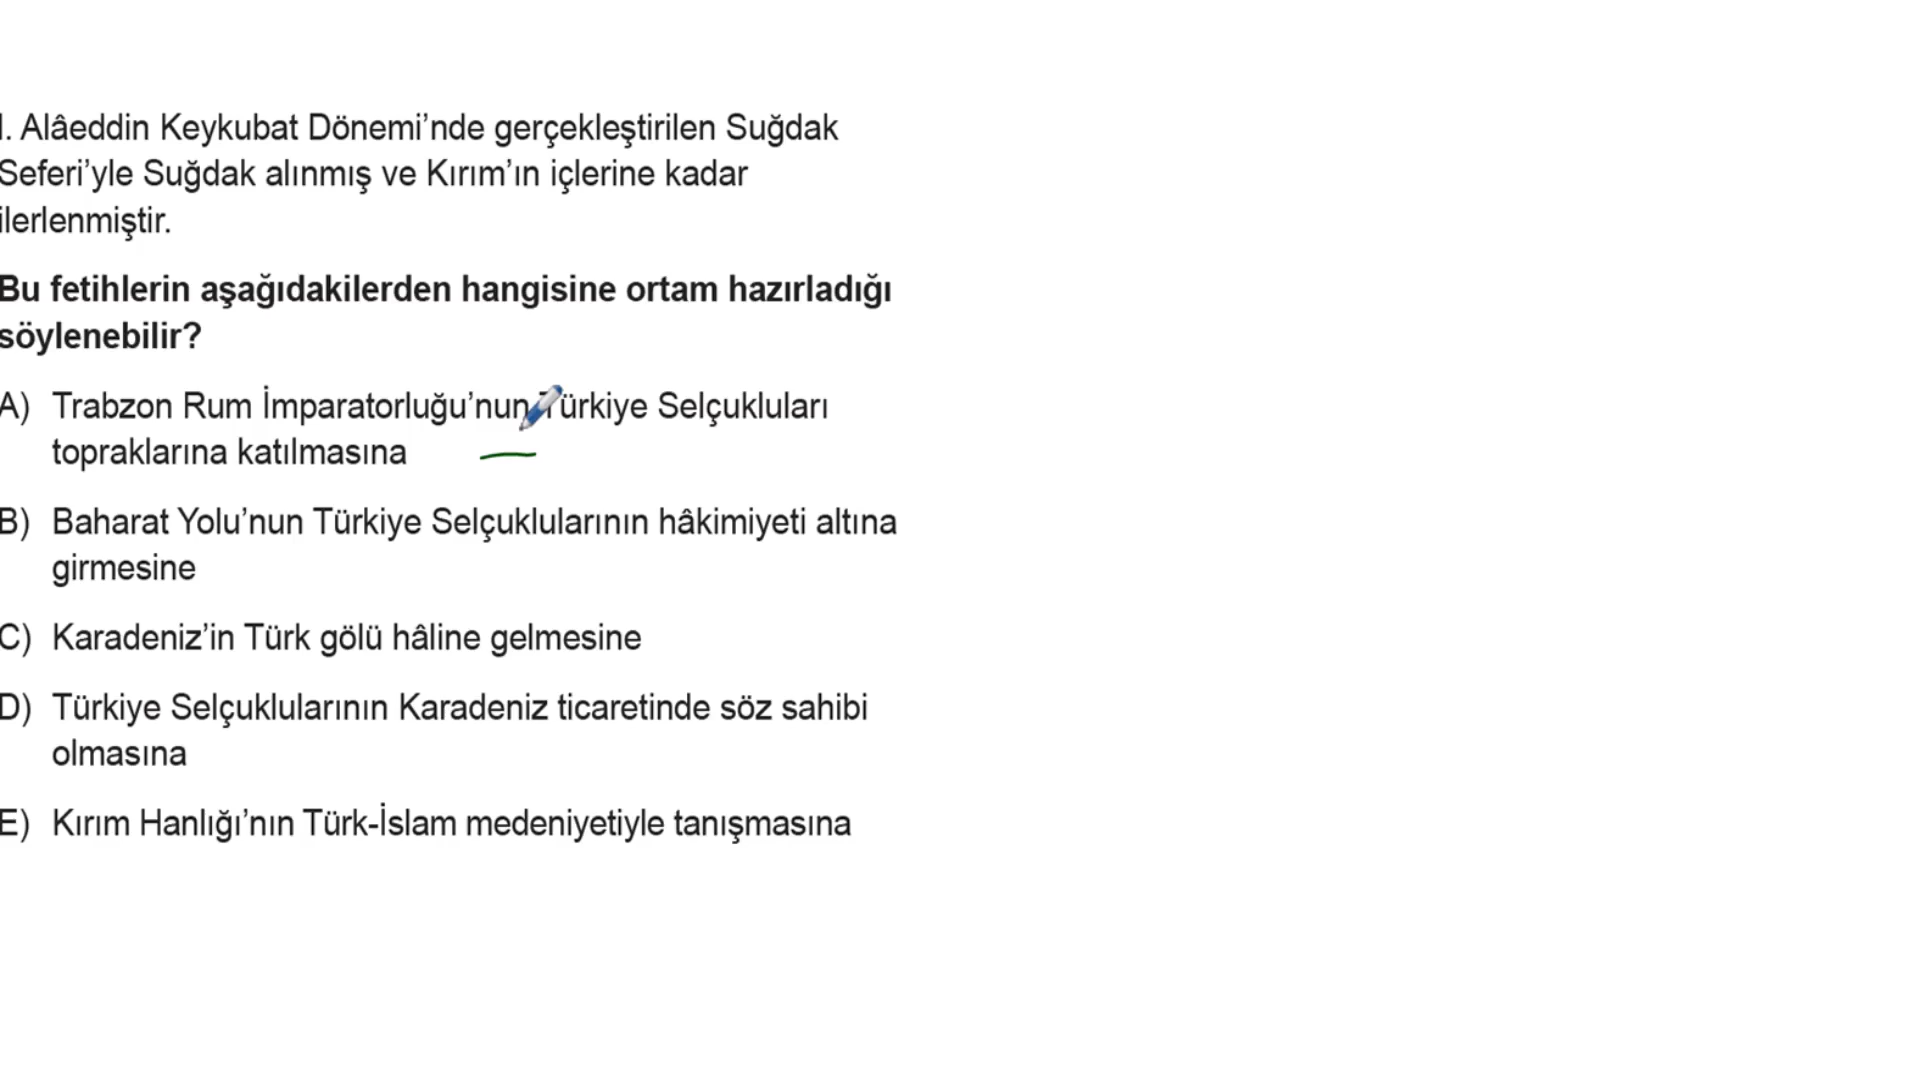 I. Alâeddin Keykubat Dönemi’nde gerçekleştirilen Suğdak
Seferi’yle Suğdak alınmış ve Kırım’ın içlerine kadar
ilerlenmiştir.
Bu fetihlerin aşağıdakilerden hangisine ortam hazırladığı
söylenebilir?
A) Trabzon Rum İmparatorluğu’nun Türkiye Selçukluları
topraklarına katılmasına
B) Baharat Yolu’nun Türkiye Selçuklularının hâkimiyeti altına
girmesine
C) Karadeniz’in Türk gölü hâline gelmesine
D) Türkiye Selçuklularının Karadeniz ticaretinde söz sahibi
olmasına
E) Kırım Hanlığı’nın Türk-İslam medeniyetiyle tanışmasına